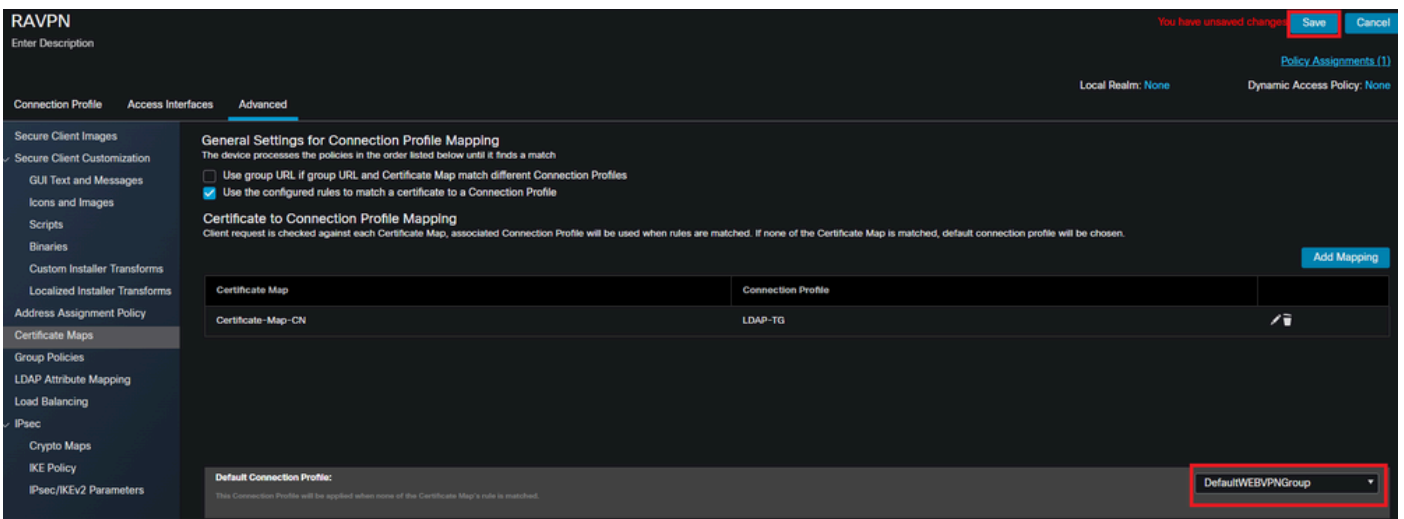 RAVPN
You have unsaved changes Save Cancel
Enter Description
Policy Assignments (1)
Local Realm: None Dynamic Access Policy: None
Connection Profile Access Interfaces Advanced
Secure Client Images
Secure Client Customization
GUI Text and Messages
Icons and Images
Scripts
Binaries
Custom Installer Transforms
Localized Installer Transforms
Address Assignment Policy
Certificate Maps
Group Policies
LDAP Attribute Mapping
Load Balancing
IPsec
Crypto Maps
IKE Policy
IPsec/IKEv2 Parameters
General Settings for Connection Profile Mapping
The device processes the policies in the order listed below until it finds a match
Use group URL if group URL and Certificate Map match different Connection Profiles
Use the configured rules to match a certificate to a Connection Profile
Certificate to Connection Profile Mapping
Client request is checked against each Certificate Map, associated Connection Profile will be used when rules are matched. If none of the Certificate Map is matched, default connection profile will be chosen.
Add Mapping
Certificate Map Connection Profile
Certificate-Map-CN LDAP-TG
Default Connection Profile:
This Connection Profile will be applied when none of the Certificate Map's rule is matched.
DefaultWEBVPNGroup